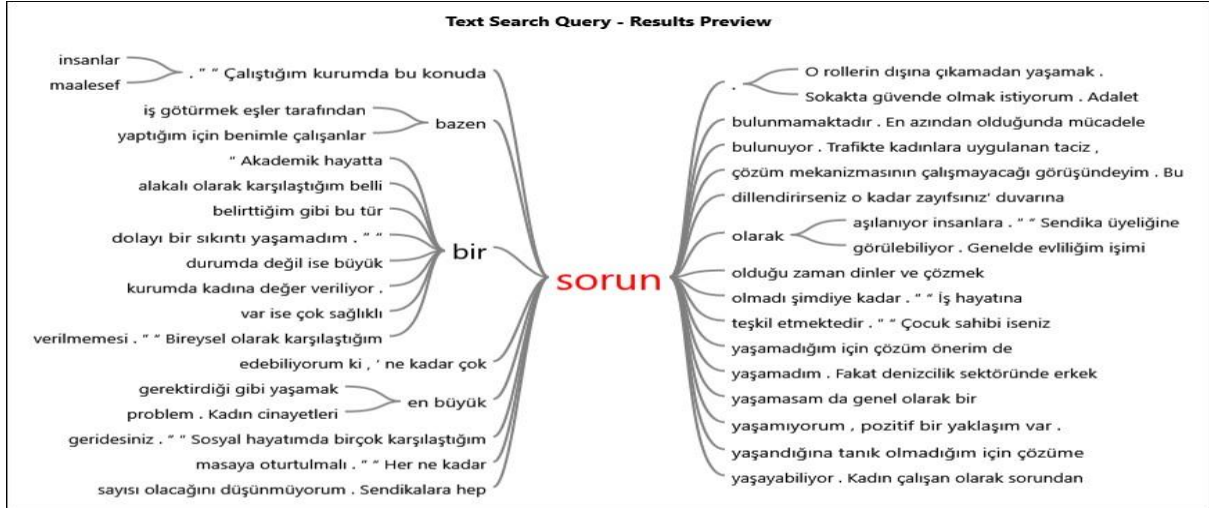 Text Search Query - Results Preview
insanlar
maalesef
. " " Çalıştığım kurumda bu konuda
iş götürmek eşler tarafından
yaptığım için benimle çalışanlar
bazen
" Akademik hayatta
alakalı olarak karşılaştığım belli
belirttiğim gibi bu tür
dolayı bir sıkıntı yaşamadım . " "
durumda değil ise büyük
kurumda kadına değer veriliyor .
var ise çok sağlıklı
verilmemesi . " " Bireysel olarak karşılaştığım
bir
edebiliyorum ki , ' ne kadar çok
gerektirdiği gibi yaşamak
problem . Kadın cinayetleri
en büyük
geridesiniz . " " Sosyal hayatımda birçok karşılaştığım
masaya oturtulmalı . " " Her ne kadar
sayısı olacağını düşünmüyorum . Sendikalara hep
sorun
.
O rollerin dışına çıkamadan yaşamak .
Sokakta güvende olmak istiyorum . Adalet
bulunmamaktadır . En azından olduğunda mücadele
bulunuyor . Trafikte kadınlara uygulanan taciz ,
çözüm mekanizmasının çalışmayacağı görüşündeyim . Bu
dillendirirseniz o kadar zayıfsınız' duvarına
olarak
aşılanıyor insanlara . " " Sendika üyeliğine
görülebiliyor . Genelde evliliğim işimi
olduğu zaman dinler ve çözmek
olmadı şimdiye kadar . " " İş hayatına
teşkil etmektedir . " " Çocuk sahibi iseniz
yaşamadığım için çözüm önerim de
yaşamadım . Fakat denizcilik sektöründe erkek
yaşamasam da genel olarak bir
yaşamıyorum , pozitif bir yaklaşım var .
yaşandığına tanık olmadığım için çözüme
yaşayabiliyor . Kadın çalışan olarak sorundan